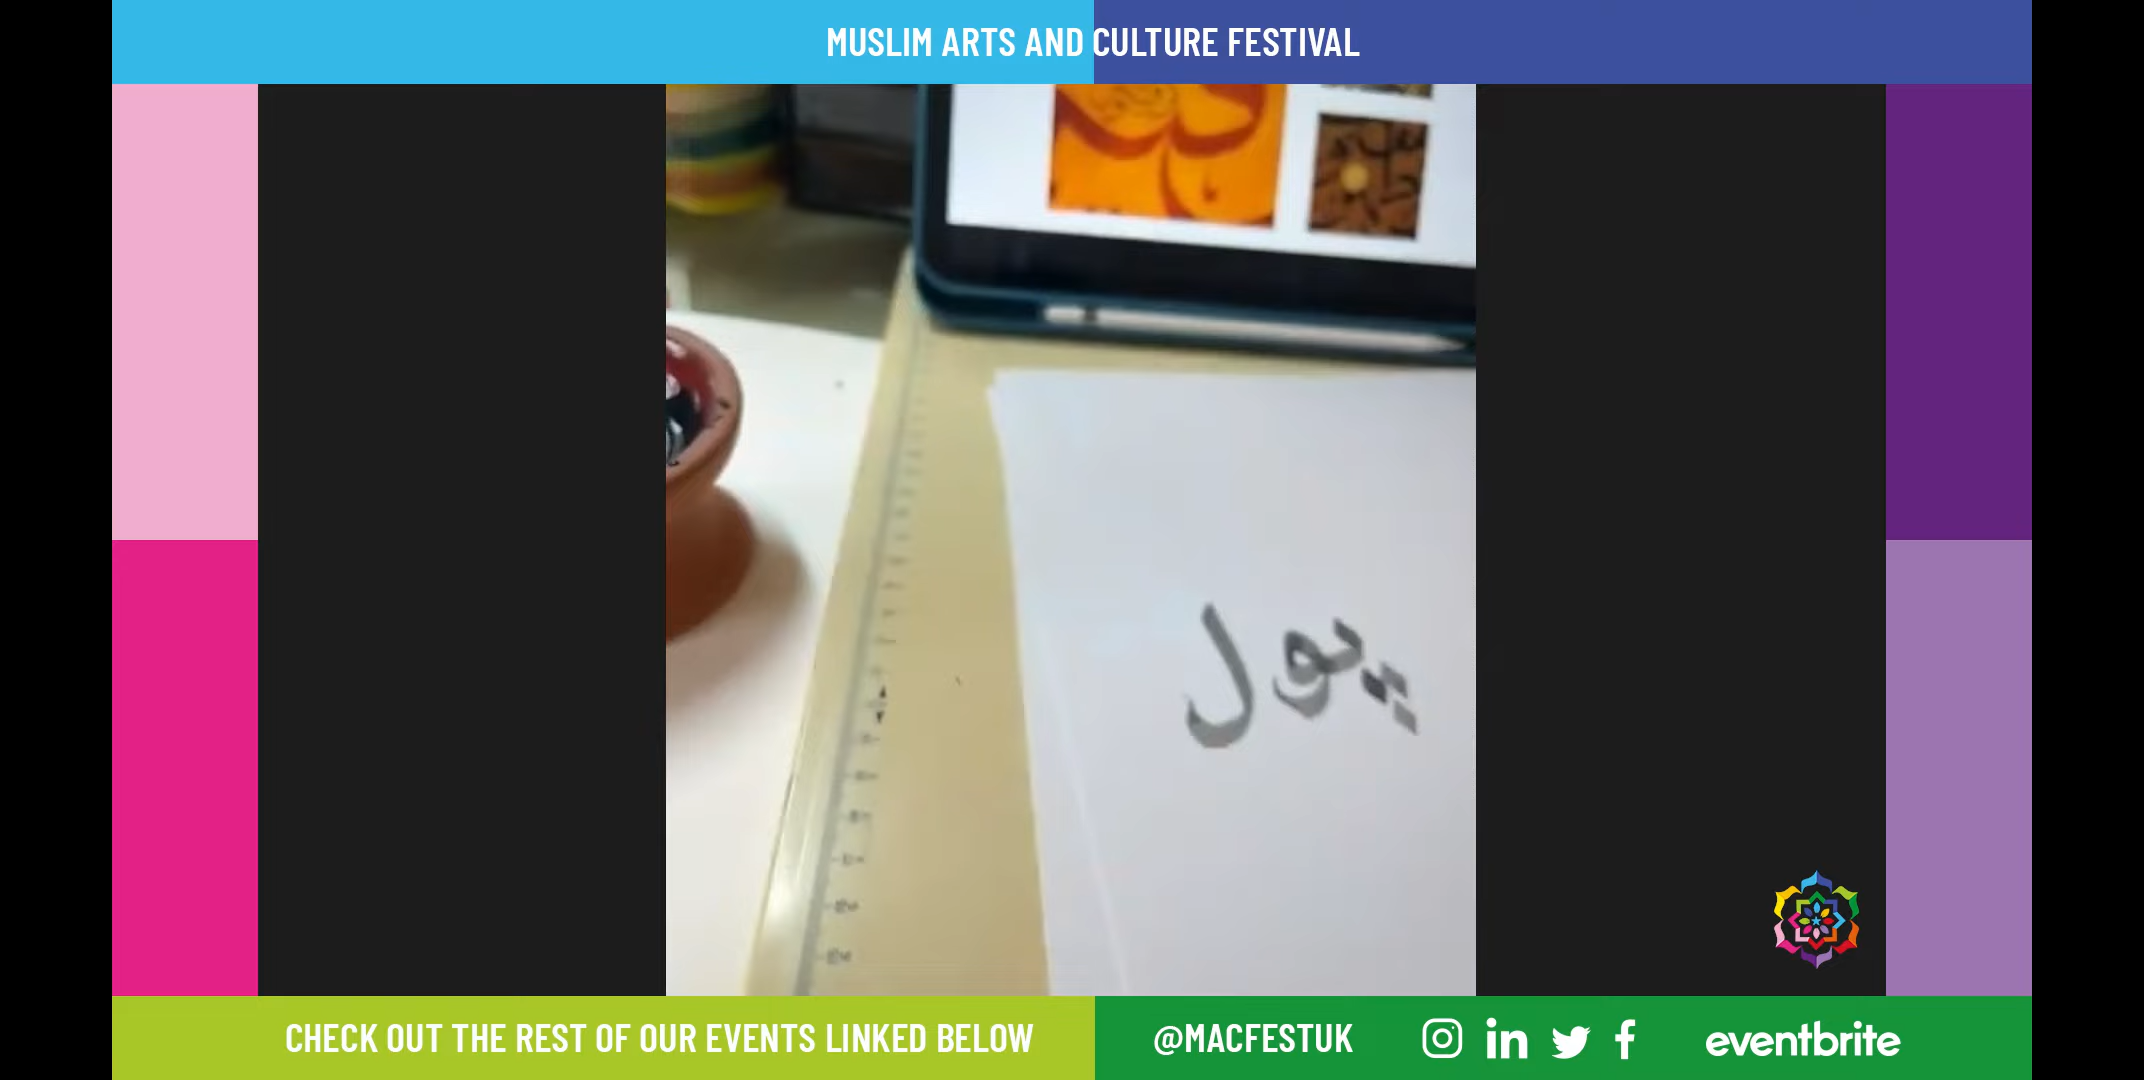 MUSLIM ARTS AND CULTURE FESTIVAL
يول
CHECK OUT THE REST OF OUR EVENTS LINKED BELOW
@MACFESTUK
eventbrite